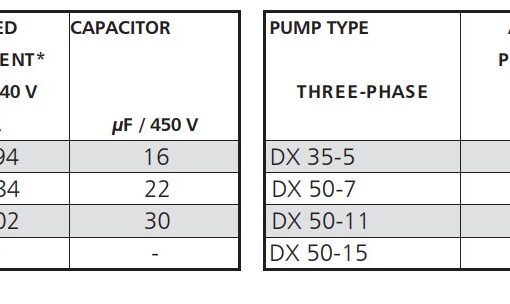 ED CAPACITOR PUMP TYPE
ENT* P
40 V THREE-PHASE
µF / 450 V
94 16 DX 35-5
84 22 DX 50-7
02 30 DX 50-11
- DX 50-15